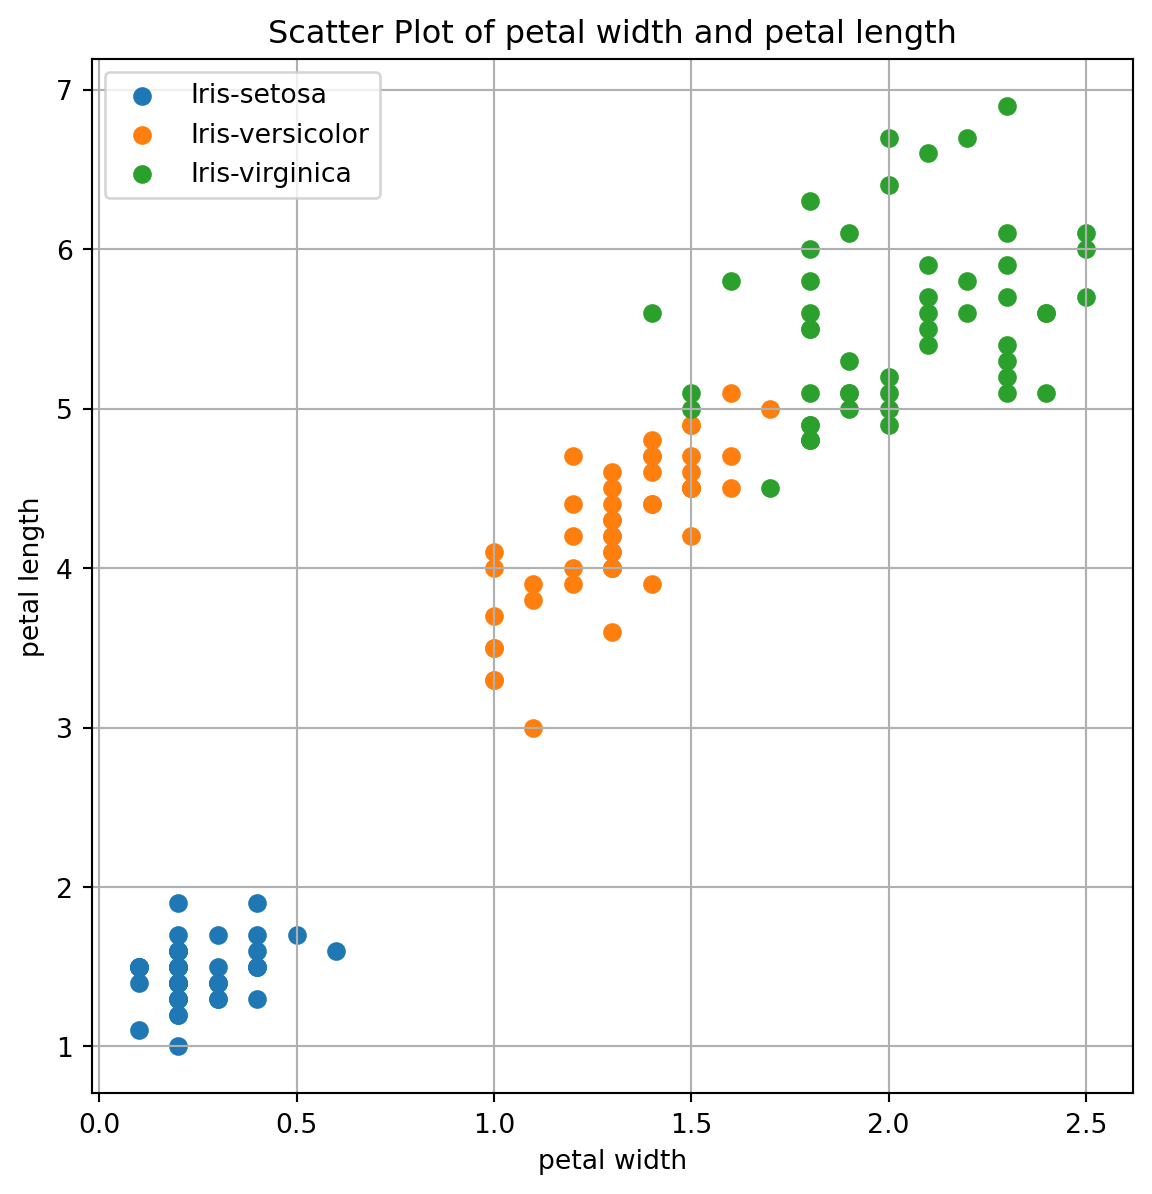 Scatter Plot of petal width and petal length
Iris-setosa
Iris-versicolor
Iris-virginica
7
6
5
4
3
2
1
petal length
0.0 0.5 1.0 1.5 2.0 2.5
petal width